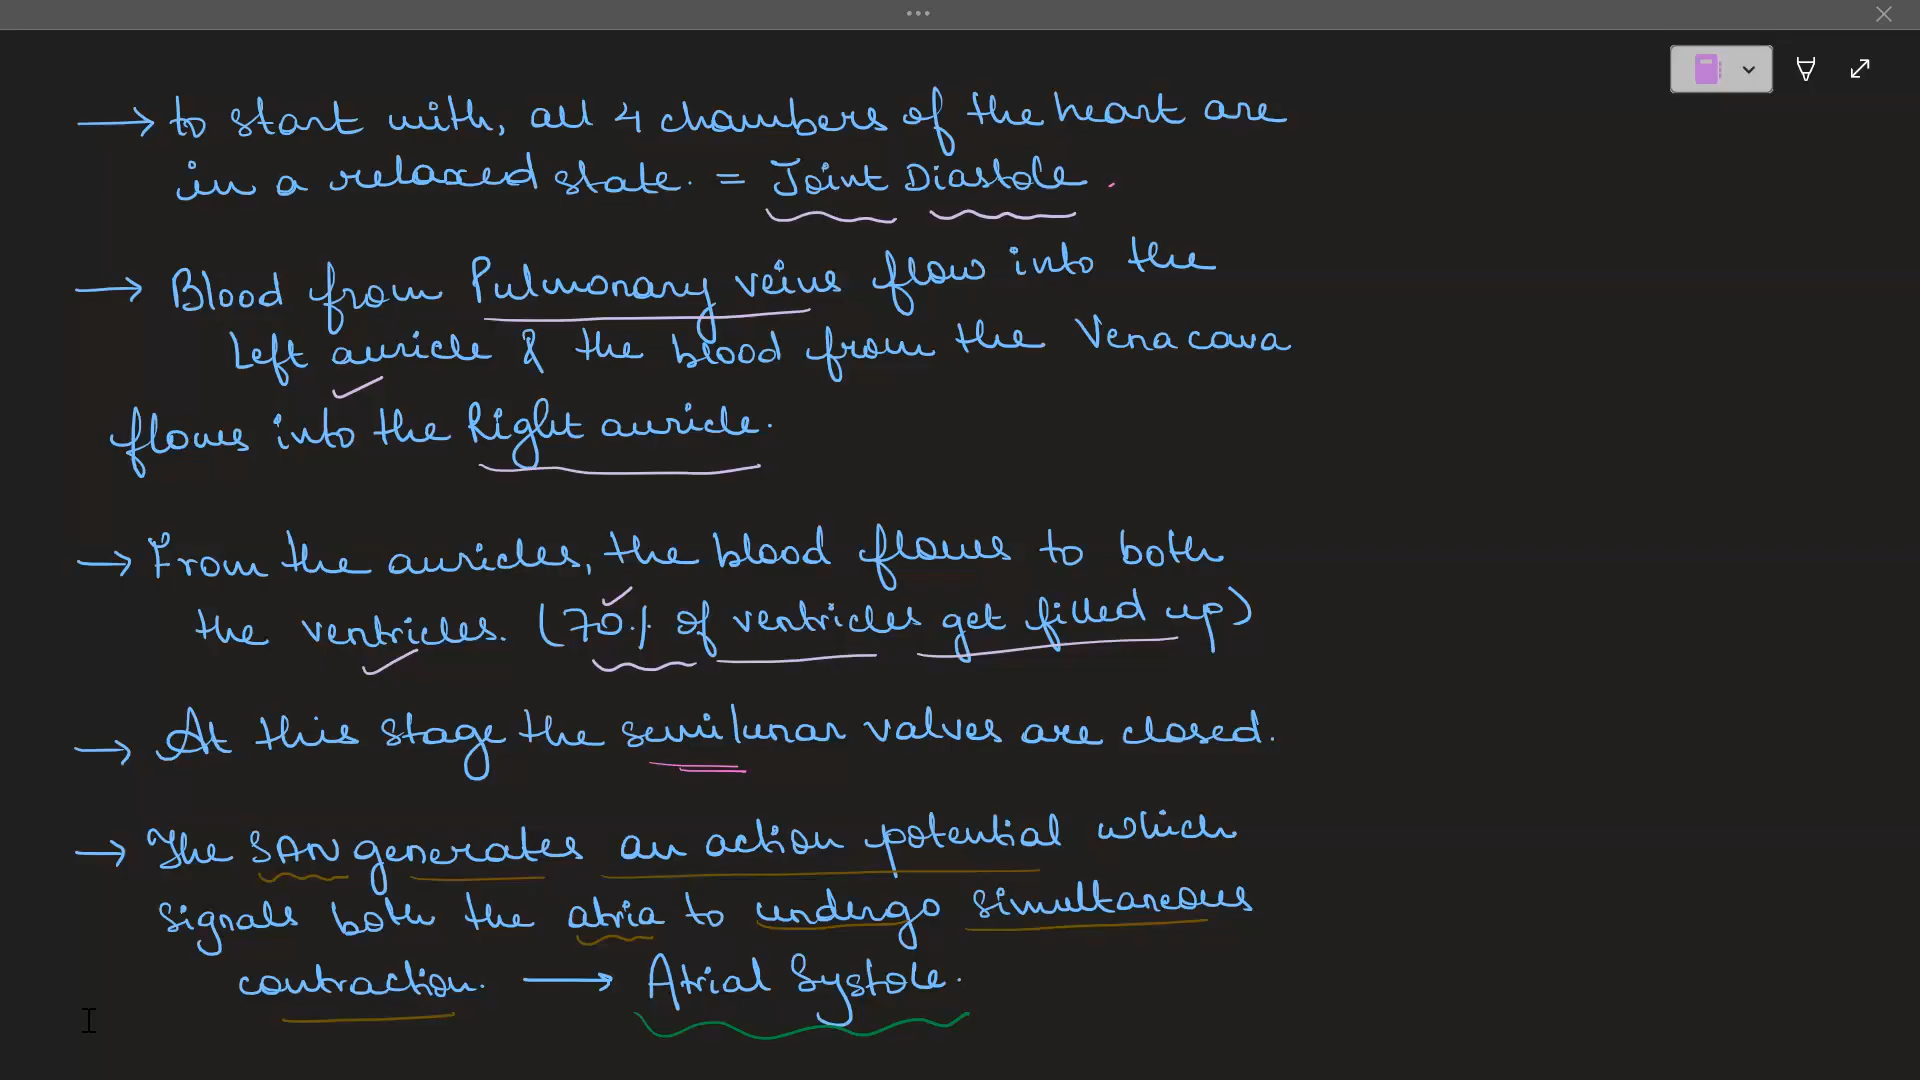 → to start with, all 4 chambers of the heart are
in a relaxed state. = Joint Diastole.
→ Blood from Pulmonary veins flow into the
Left auricle & the blood from the Vena cava
flows into the Right auricle.
→ From the auricles, the blood flows to both
the ventricles. (70% of ventricles get filled up)
→ At this stage the semilunar valves are closed.
→ The SAN generates an action potential which
signals both the atria to undergo simultaneous
contraction. → Atrial Systole.